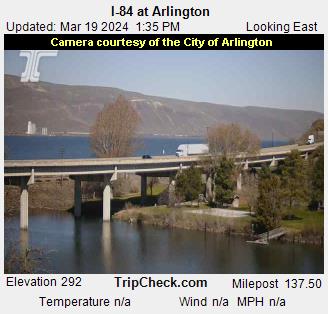 I-84 at Arlington
Updated: Mar 19 2024 1:35 PM Looking East
Camera courtesy of the City of Arlington
Elevation 292 TripCheck.com Milepost 137.50
Temperature n/a Wind n/a MPH n/a